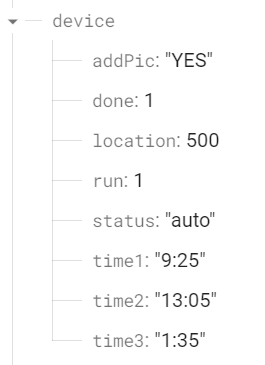 device
addPic: "YES"
done: 1
location: 500
run: 1
status: "auto"
time1: "9:25"
time2: "13:05"
time3: "1:35"